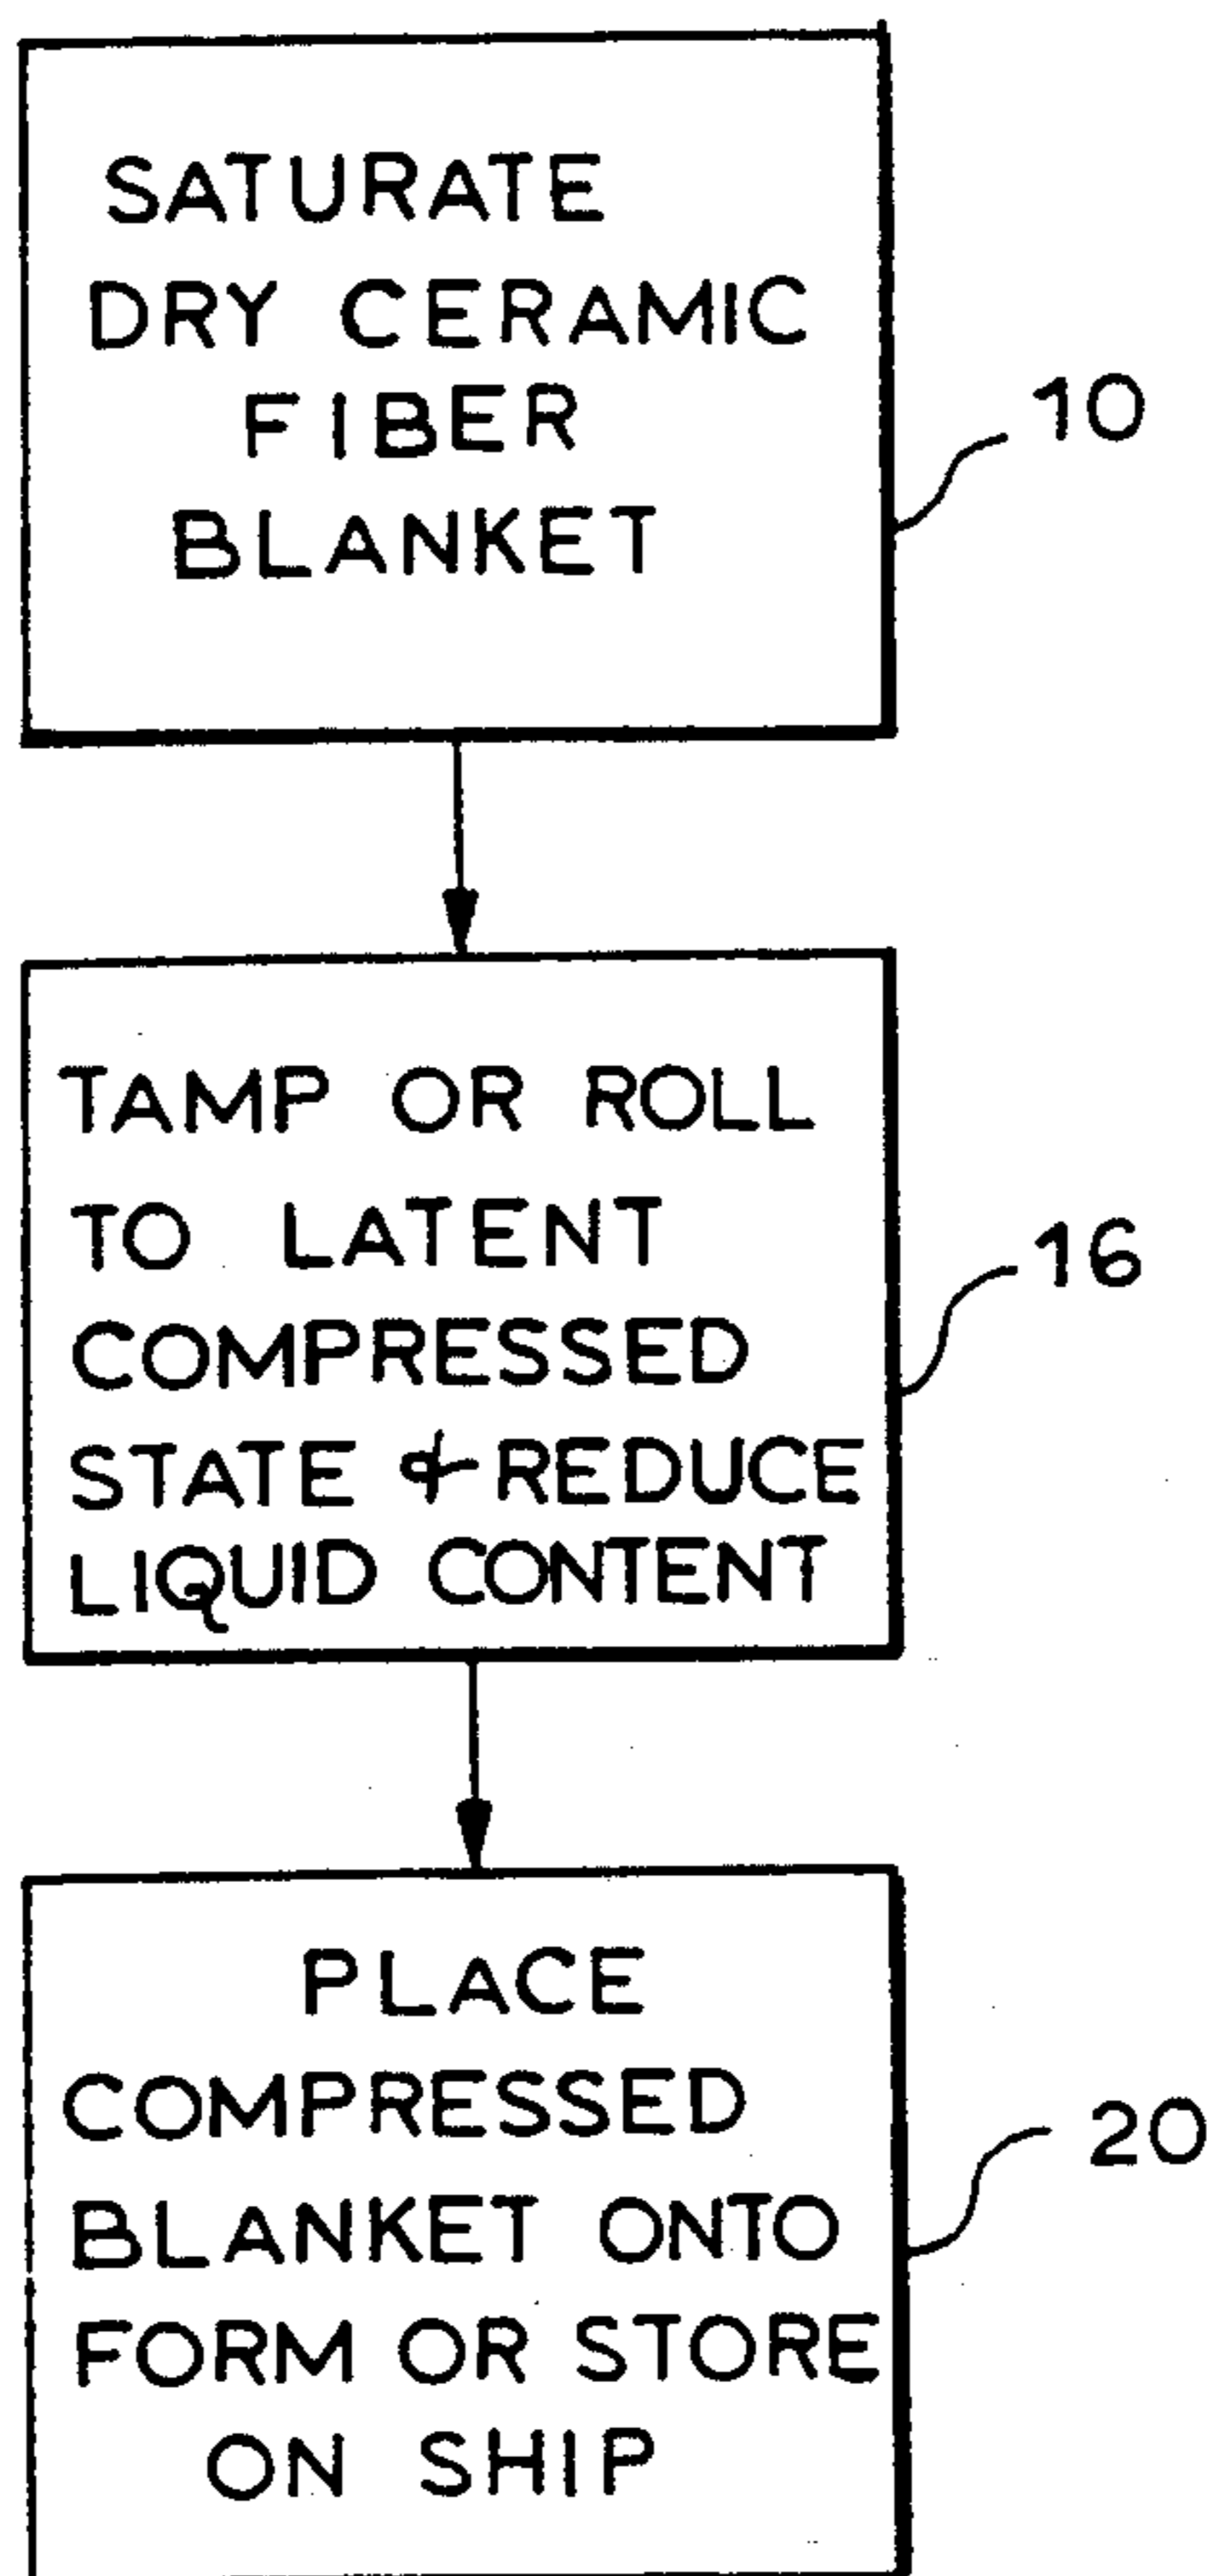 SATURATE
DRY CERAMIC
FIBER
BLANKET
10
TAMP OR ROLL
TO LATENT
COMPRESSED
STATE & REDUCE
LIQUID CONTENT
16
PLACE
COMPRESSED
BLANKET ONTO
FORM OR STORE
ON SHIP
20